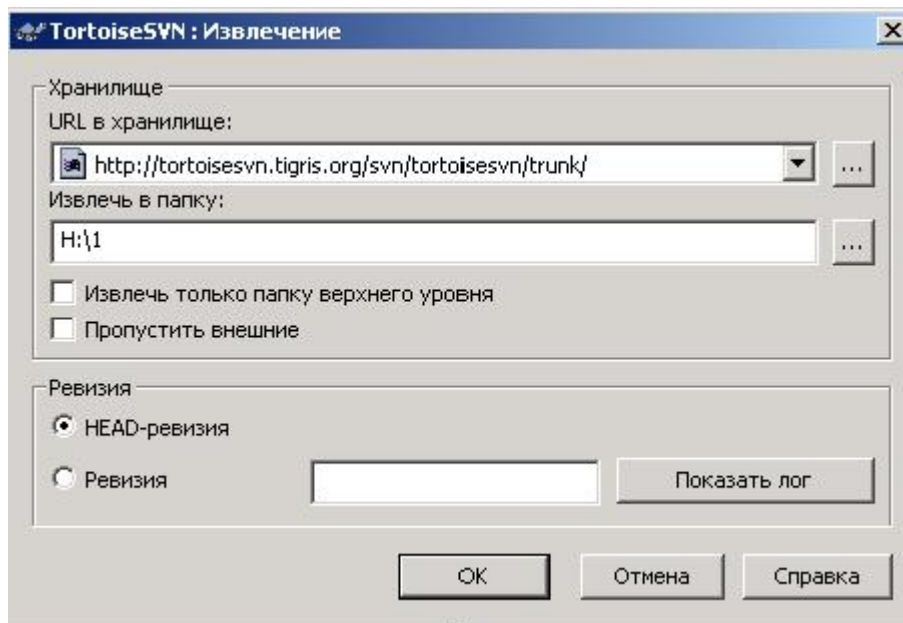 TortoiseSVN : Извлечение
Хранилище
URL в хранилище:
http://tortoisesvn.tigris.org/svn/tortoisesvn/trunk/
...
Извлечь в папку:
H:\1
...
Извлечь только папку верхнего уровня
Пропустить внешние
Ревизия
HEAD-ревизия
Ревизия
Показать лог
OK
Отмена
Справка